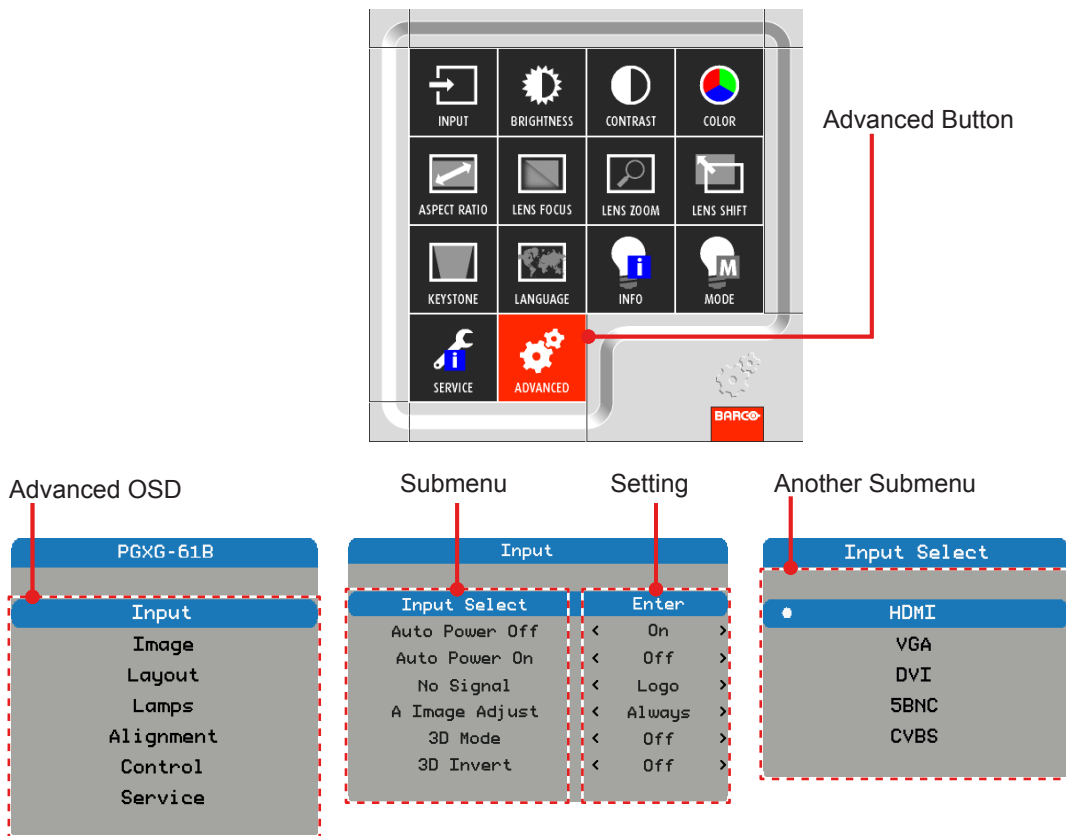 INPUT BRIGHTNESS CONTRAST COLOR
Advanced Button
ASPECT RATIO LENS FOCUS LENS ZOOM LENS SHIFT
i M
KEYSTONE LANGUAGE INFO MODE
i
SERVICE ADVANCED
BARCO
Advanced OSD
Submenu
Setting
Another Submenu
PGXG-61B
Input
Image
Layout
Lamps
Alignment
Control
Service
Input
Input Select Enter
Auto Power Off < On >
Auto Power On < Off >
No Signal < Logo >
A Image Adjust < Always >
3D Mode < Off >
3D Invert < Off >
Input Select
HDMI
VGA
DVI
5BNC
CVBS